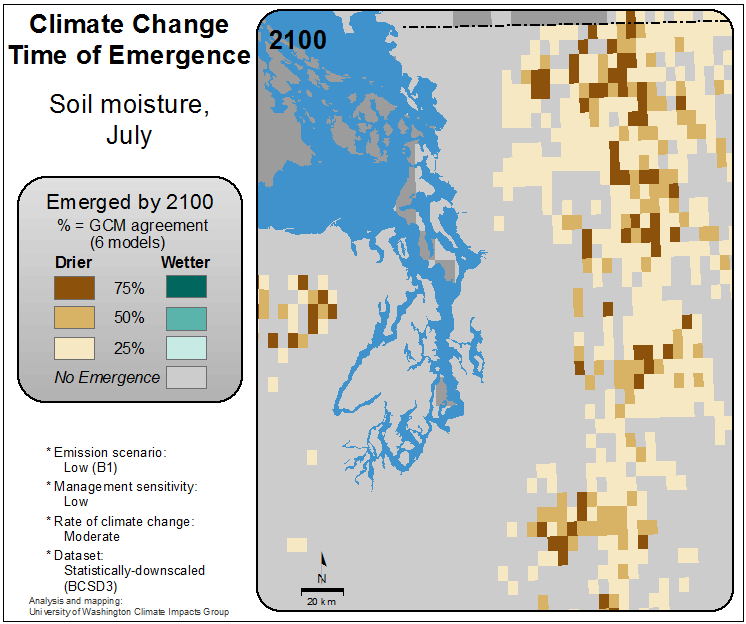 Climate Change
Time of Emergence
Soil moisture,
July
Emerged by 2100
% = GCM agreement
(6 models)
Drier Wetter
75%
50%
25%
No Emergence
* Emission scenario:
Low (B1)
* Management sensitivity:
Low
* Rate of climate change:
Moderate
* Dataset:
Statistically-downscaled
(BCSD3)
Analysis and mapping:
University of Washington Climate Impacts Group
2100
N
20 km